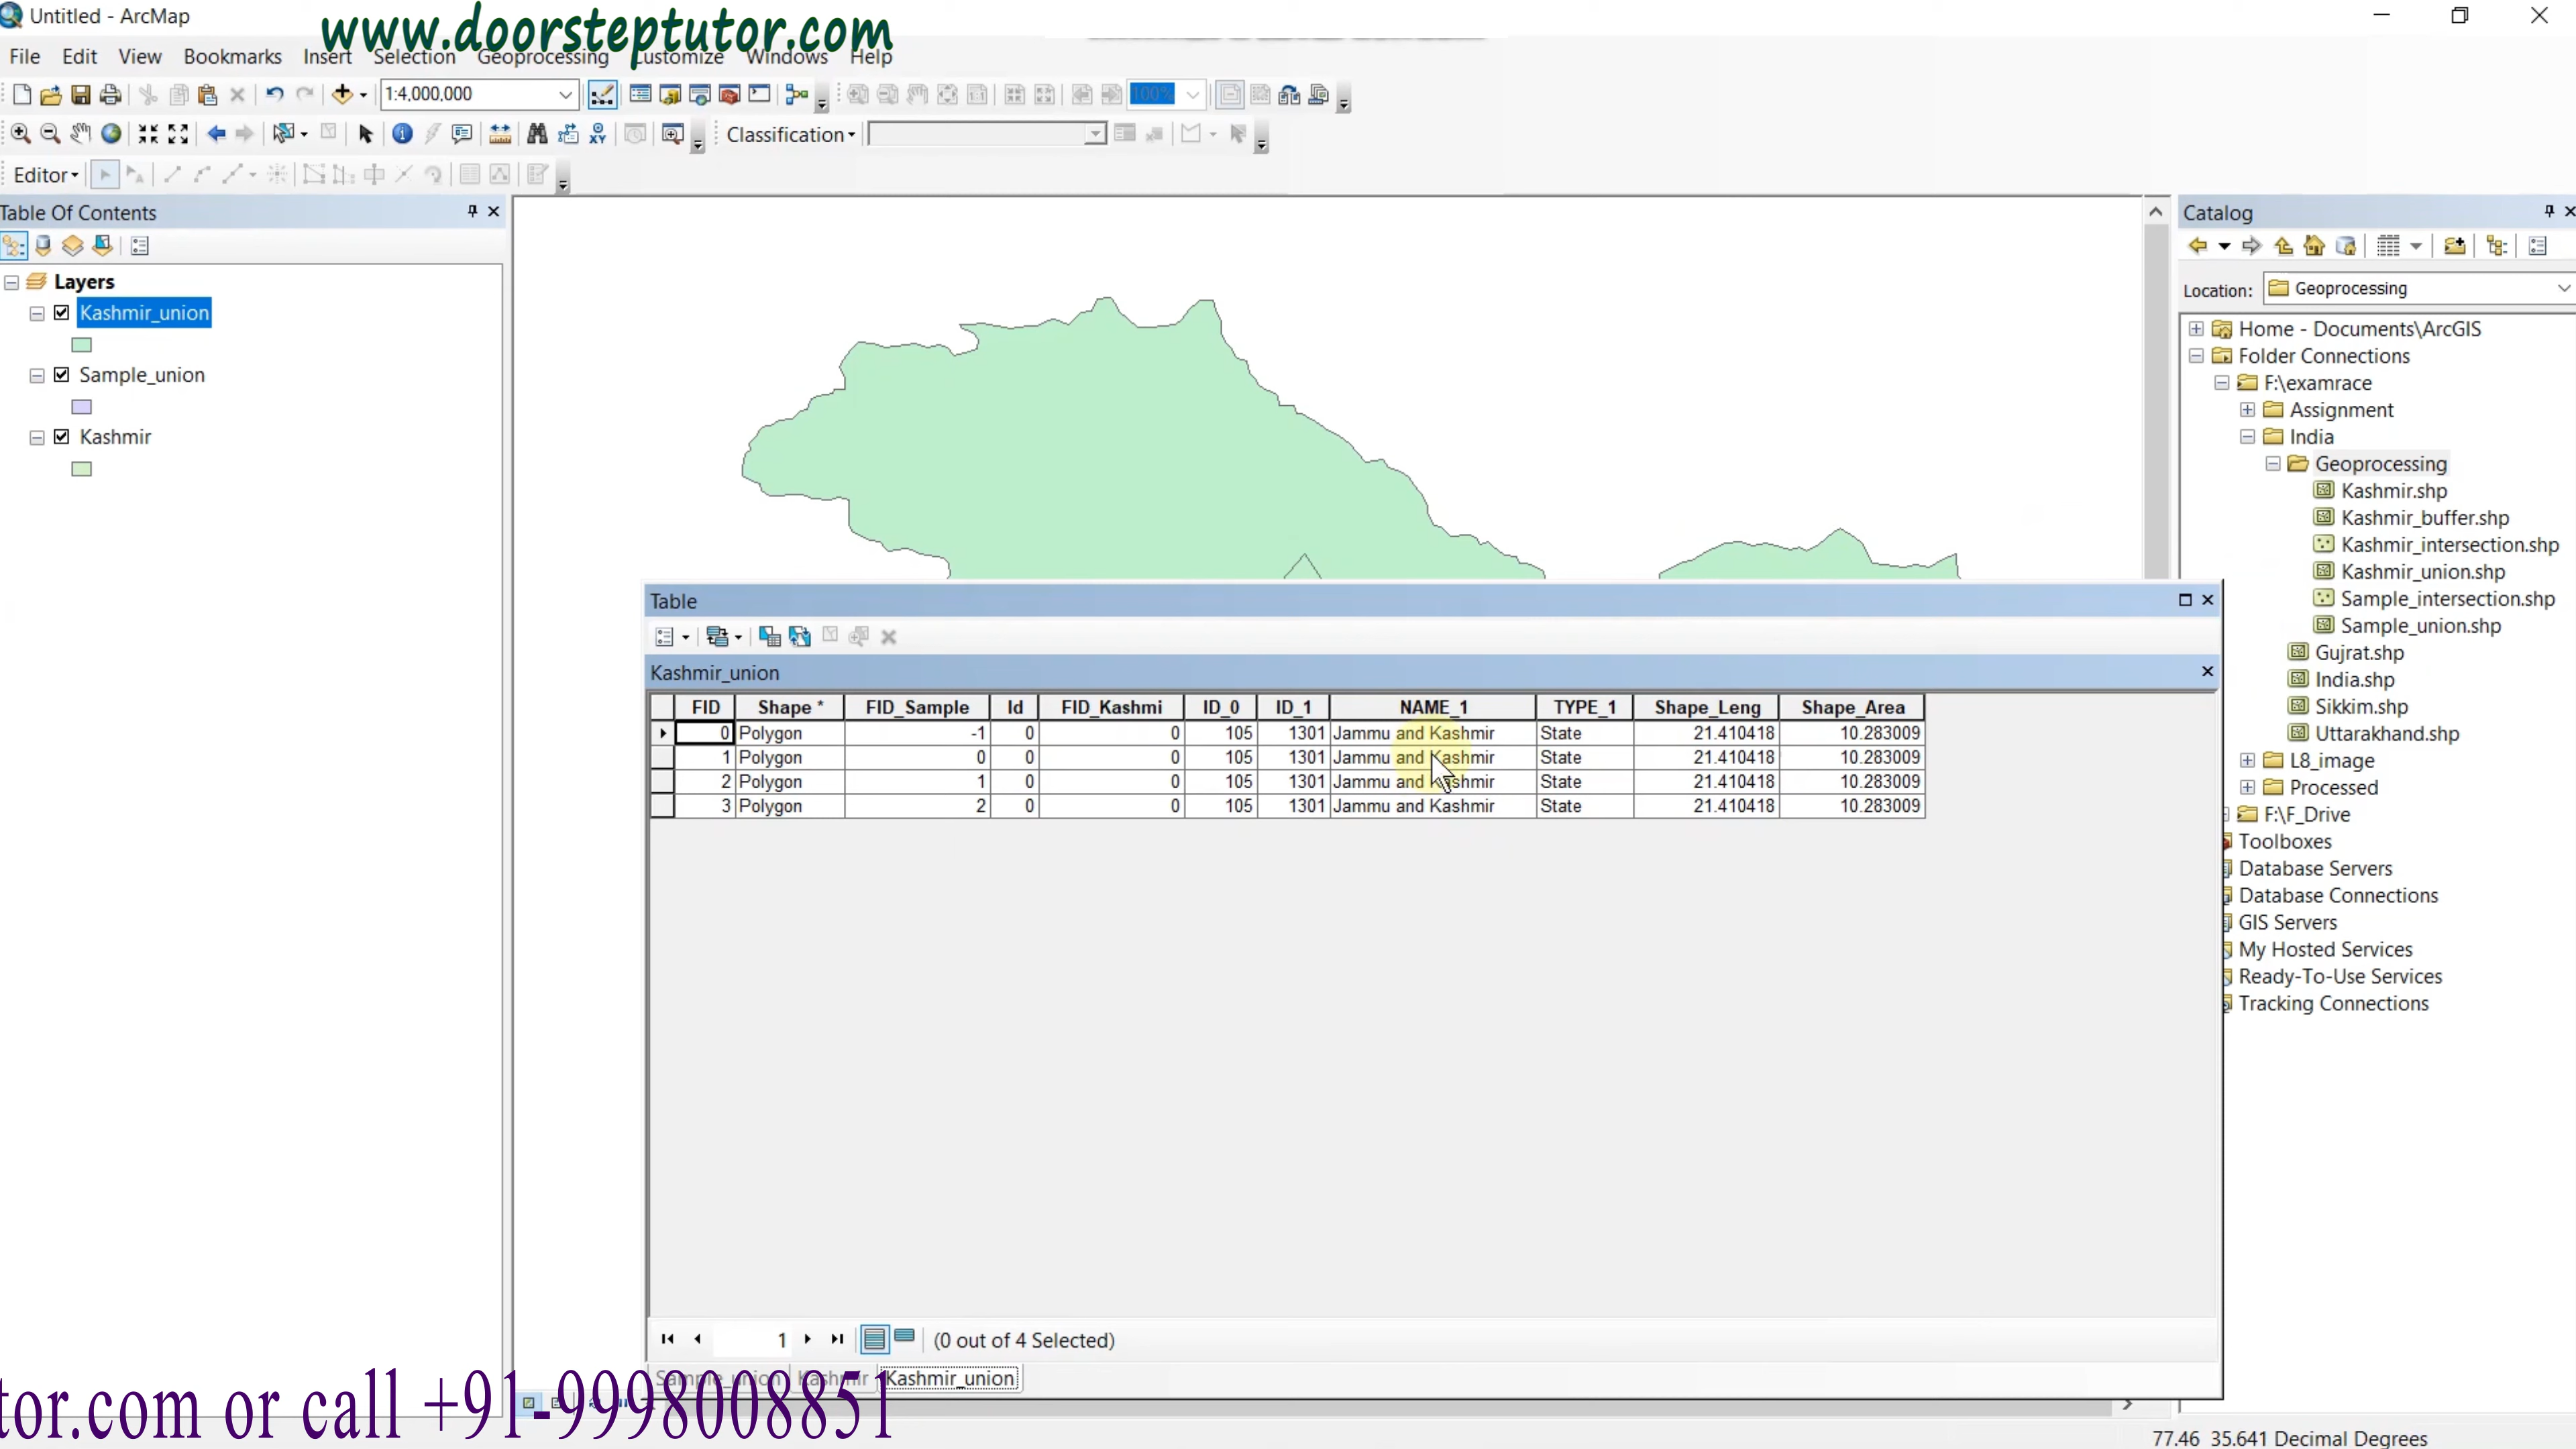 Untitled - ArcMap
www.doorsteptutor.com
File Edit View Bookmarks Insert Selection Geoprocessing Customize Windows Help
1:4,000,000
100%
Classification
Editor
Table Of Contents
Layers
Kashmir_union
Sample_union
Kashmir
Table
Kashmir_union
FID Shape * FID_Sample Id FID_Kashmi ID_0 ID_1 NAME_1 TYPE_1 Shape_Leng Shape_Area
0 Polygon -1 0 0 105 1301 Jammu and Kashmir State 21.410418 10.283009
1 Polygon 0 0 0 105 1301 Jammu and Kashmir State 21.410418 10.283009
2 Polygon 1 0 0 105 1301 Jammu and Kashmir State 21.410418 10.283009
3 Polygon 2 0 0 105 1301 Jammu and Kashmir State 21.410418 10.283009
1 (0 out of 4 Selected)
Sample_union Kashmir Kashmir_union
Catalog
Location: Geoprocessing
Home - Documents\ArcGIS
Folder Connections
F:\examrace
Assignment
India
Geoprocessing
Kashmir.shp
Kashmir_buffer.shp
Kashmir_intersection.shp
Kashmir_union.shp
Sample_intersection.shp
Sample_union.shp
Gujrat.shp
India.shp
Sikkim.shp
Uttarakhand.shp
L8_image
Processed
F:\F_Drive
Toolboxes
Database Servers
Database Connections
GIS Servers
My Hosted Services
Ready-To-Use Services
Tracking Connections
tor.com or call +91-9998008851
77.46 35.641 Decimal Degrees